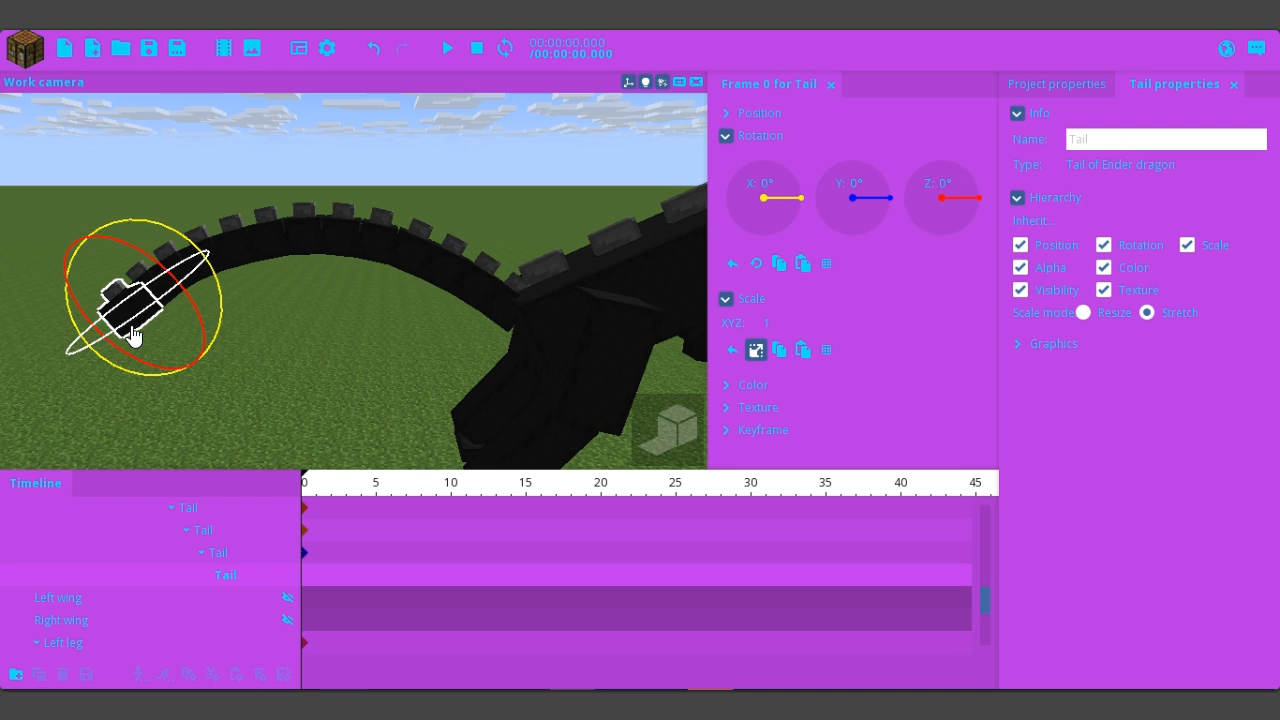 00:00:00.000
/00:00:00.000
Work camera
Frame 0 for Tail
Position
Rotation
X: 0°
Y: 0°
Z: 0°
Scale
XYZ: 1
Color
Texture
Keyframe
Project properties
Tail properties
Info
Name: Tail
Type: Tail of Ender dragon
Hierarchy
Inherit...
Position Rotation Scale
Alpha Color
Visibility Texture
Scale mode Resize Stretch
Graphics
Timeline
0 5 10 15 20 25 30 35 40 45
Tail
Tail
Tail
Tail
Left wing
Right wing
Left leg